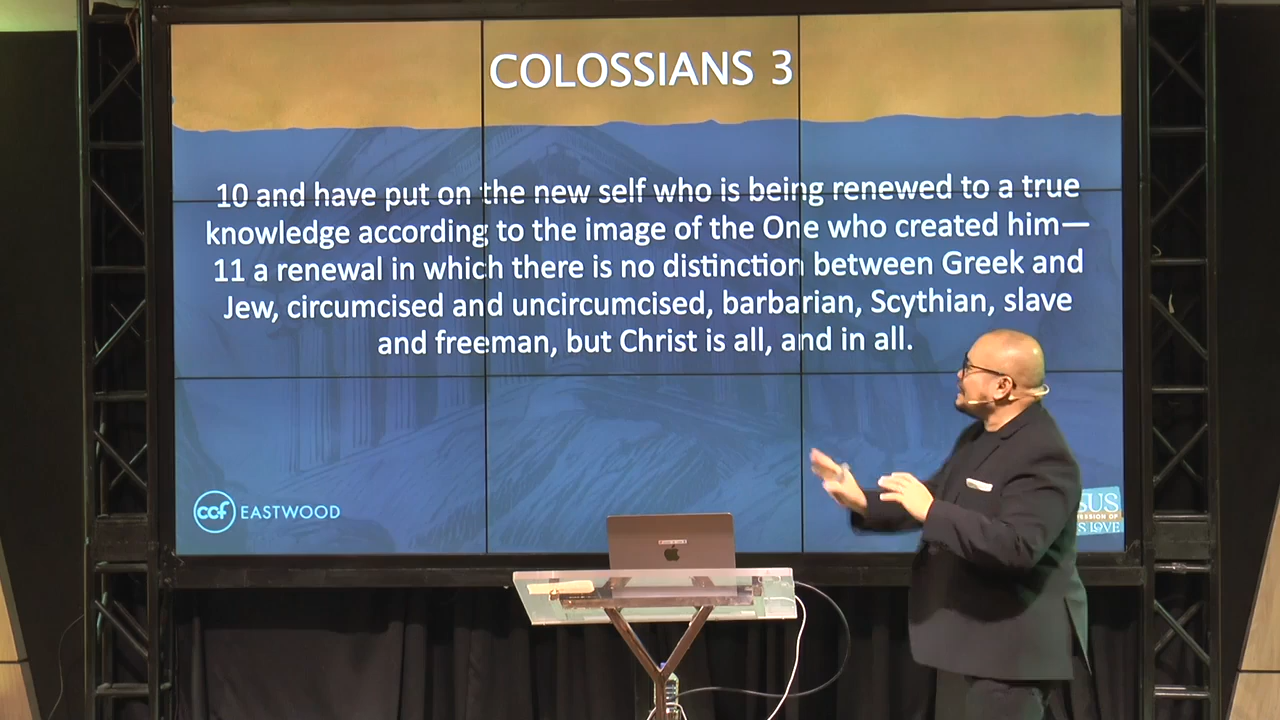 COLOSSIANS 3
10 and have put on the new self who is being renewed to a true
knowledge according to the image of the One who created him—
11 a renewal in which there is no distinction between Greek and
Jew, circumcised and uncircumcised, barbarian, Scythian, slave
and freeman, but Christ is all, and in all.
ccf EASTWOOD
LOVE